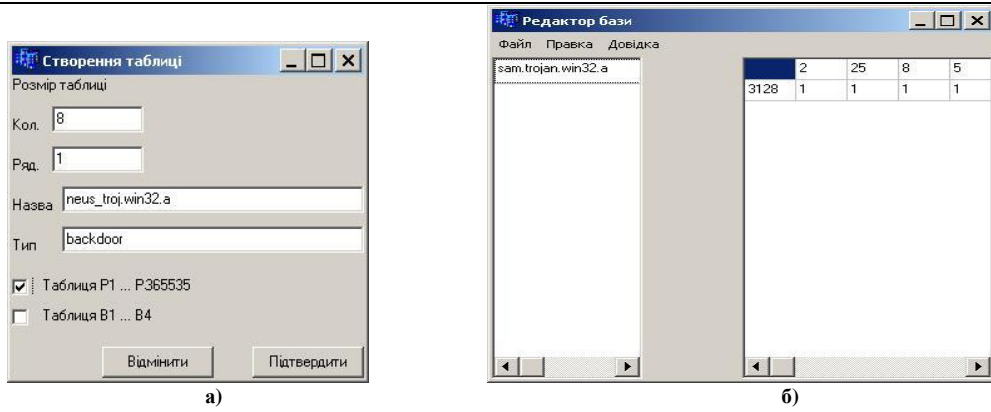 Створення таблиці
Розмір таблиці
Кол. 8
Ряд. 1
Назва neus_troj.win32.a
Тип backdoor
Таблиця P1 ... P365535
Таблиця B1 ... B4
Відмінити Підтвердити
а)
Редактор бази
Файл Правка Довідка
sam.trojan.win32.a
2 25 8 5
3128 1 1 1 1
б)